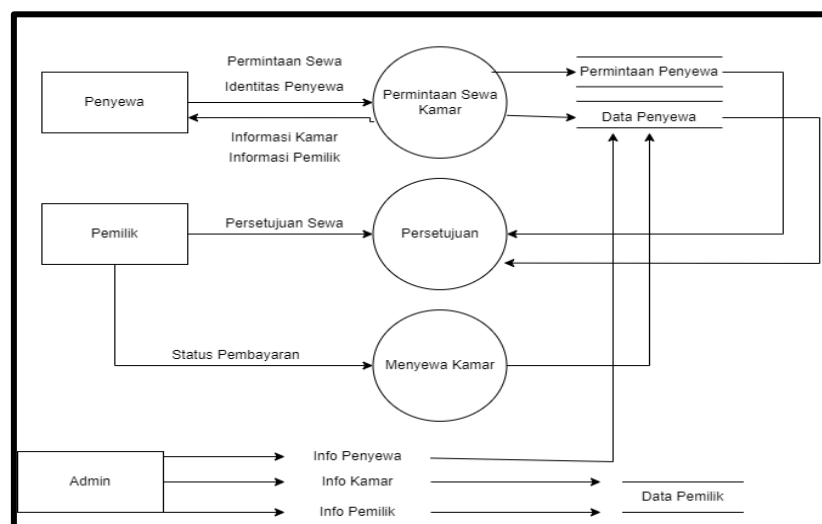 Permintaan Sewa
Penyewa
Identitas Penyewa
Permintaan Sewa
Kamar
Permintaan Penyewa
Data Penyewa
Informasi Kamar
Informasi Pemilik
Pemilik
Persetujuan Sewa
Persetujuan
Status Pembayaran
Menyewa Kamar
Admin
Info Penyewa
Info Kamar
Info Pemilik
Data Pemilik